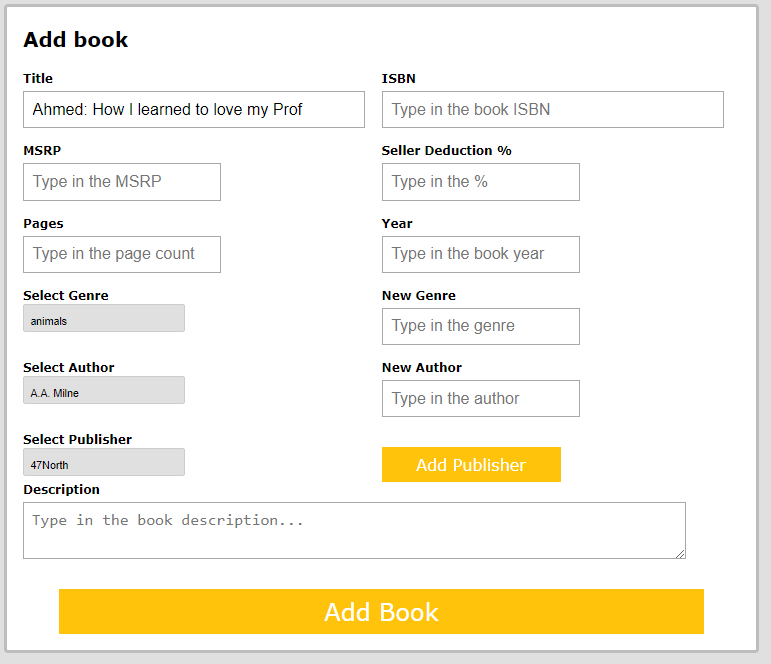 Add book
Title ISBN
Ahmed: How I learned to love my Prof Type in the book ISBN
MSRP Seller Deduction %
Type in the MSRP Type in the %
Pages Year
Type in the page count Type in the book year
Select Genre New Genre
animals Type in the genre
Select Author New Author
A.A. Milne Type in the author
Select Publisher
47North Add Publisher
Description
Type in the book description...
Add Book